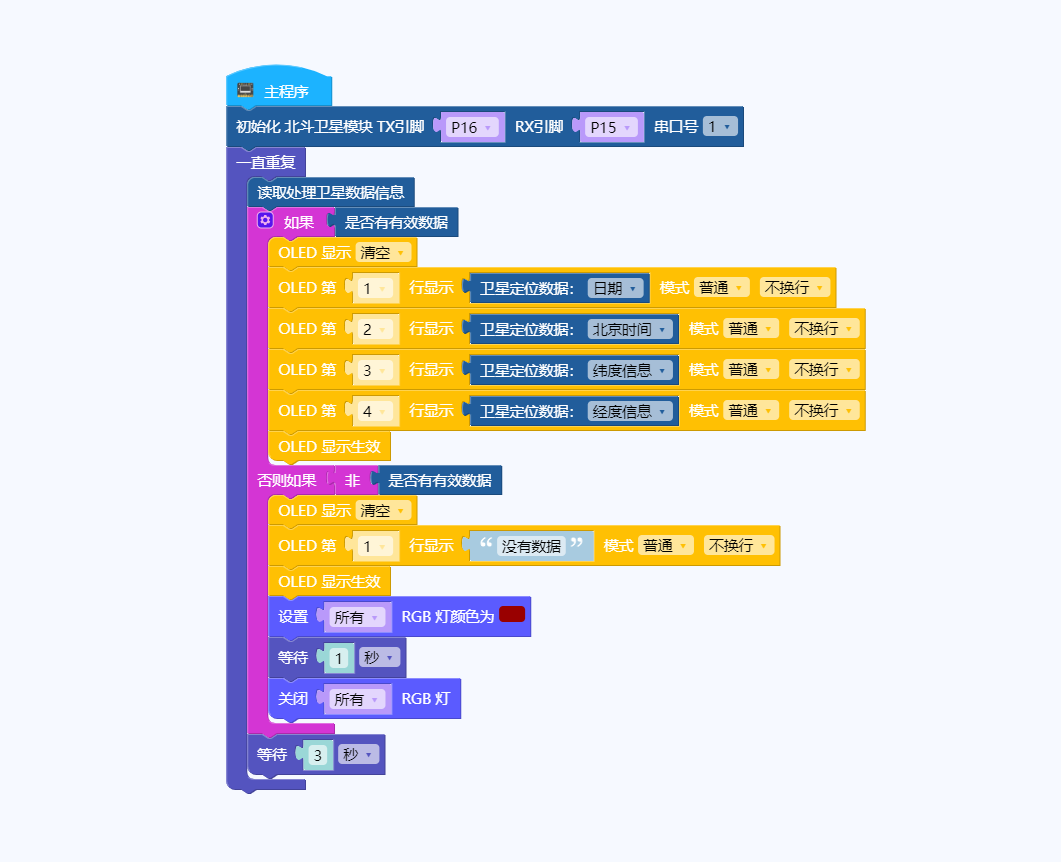 主程序
初始化 北斗卫星模块 TX引脚 P16 RX引脚 P15 串口号 1
一直重复
读取处理卫星数据信息
如果 是否有有效数据
OLED 显示 清空
OLED 第 1 行显示 卫星定位数据: 日期 模式 普通 不换行
OLED 第 2 行显示 卫星定位数据: 北京时间 模式 普通 不换行
OLED 第 3 行显示 卫星定位数据: 纬度信息 模式 普通 不换行
OLED 第 4 行显示 卫星定位数据: 经度信息 模式 普通 不换行
OLED 显示生效
否则如果 非 是否有有效数据
OLED 显示 清空
OLED 第 1 行显示 “ 没有数据 ” 模式 普通 不换行
OLED 显示生效
设置 所有 RGB 灯颜色为
等待 1 秒
关闭 所有 RGB 灯
等待 3 秒